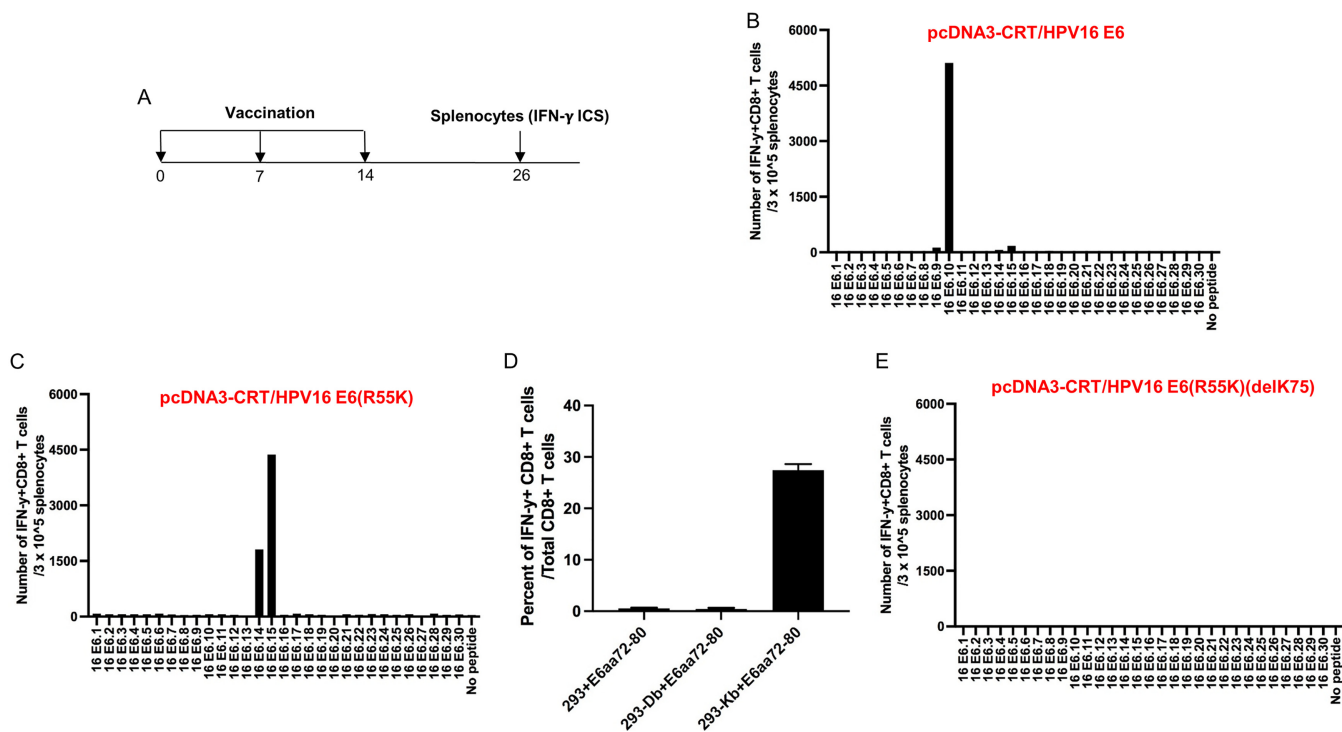 A
Vaccination
Splenocytes (IFN-γ ICS)
0
7
14
26
B
pcDNA3-CRT/HPV16 E6
Number of IFN-y+CD8+ T cells
/3 x 10^5 splenocytes
6000
4500
3000
1500
0
16 E6.1
16 E6.2
16 E6.3
16 E6.4
16 E6.5
16 E6.6
16 E6.7
16 E6.8
16 E6.9
16 E6.10
16 E6.11
16 E6.12
16 E6.13
16 E6.14
16 E6.15
16 E6.16
16 E6.17
16 E6.18
16 E6.19
16 E6.20
16 E6.21
16 E6.22
16 E6.23
16 E6.24
16 E6.25
16 E6.26
16 E6.27
16 E6.28
16 E6.29
16 E6.30
No peptide
C
pcDNA3-CRT/HPV16 E6(R55K)
Number of IFN-y+CD8+ T cells
/3 x 10^5 splenocytes
6000
4500
3000
1500
0
16 E6.1
16 E6.2
16 E6.3
16 E6.4
16 E6.5
16 E6.6
16 E6.7
16 E6.8
16 E6.9
16 E6.10
16 E6.11
16 E6.12
16 E6.13
16 E6.14
16 E6.15
16 E6.16
16 E6.17
16 E6.18
16 E6.19
16 E6.20
16 E6.21
16 E6.22
16 E6.23
16 E6.24
16 E6.25
16 E6.26
16 E6.27
16 E6.28
16 E6.29
16 E6.30
No peptide
D
Percent of IFN-y+ CD8+ T cells
/Total CD8+ T cells
40
30
20
10
0
293+E6aa72-80
293-Db+E6aa72-80
293-Kb+E6aa72-80
E
pcDNA3-CRT/HPV16 E6(R55K)(delK75)
Number of IFN-y+CD8+ T cells
/3 x 10^5 splenocytes
6000
4500
3000
1500
0
16 E6.1
16 E6.2
16 E6.3
16 E6.4
16 E6.5
16 E6.6
16 E6.7
16 E6.8
16 E6.9
16 E6.10
16 E6.11
16 E6.12
16 E6.13
16 E6.14
16 E6.15
16 E6.16
16 E6.17
16 E6.18
16 E6.19
16 E6.20
16 E6.21
16 E6.22
16 E6.23
16 E6.24
16 E6.25
16 E6.26
16 E6.27
16 E6.28
16 E6.29
16 E6.30
No peptide